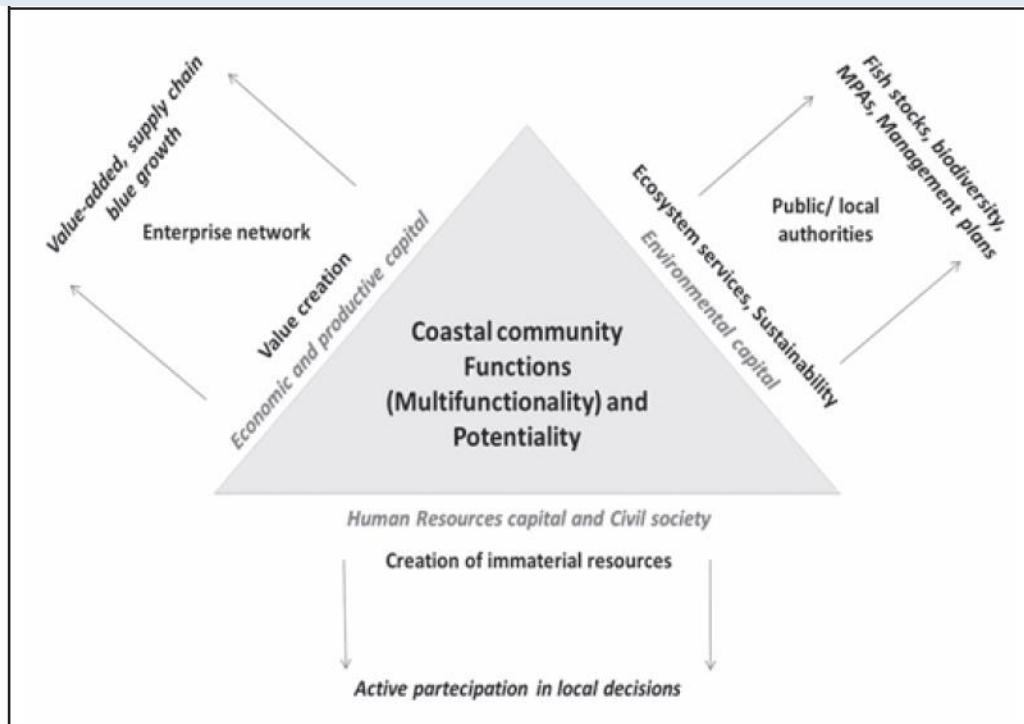 Value-added, supply chain
blue growth
Enterprise network
Value creation
Economic and productive capital
Fish stocks, biodiversity,
MPAs, Management plans
Public/ local
authorities
Ecosystem services, Sustainability
Environmental capital
Coastal community
Functions
(Multifunctionality) and
Potentiality
Human Resources capital and Civil society
Creation of immaterial resources
Active partecipation in local decisions